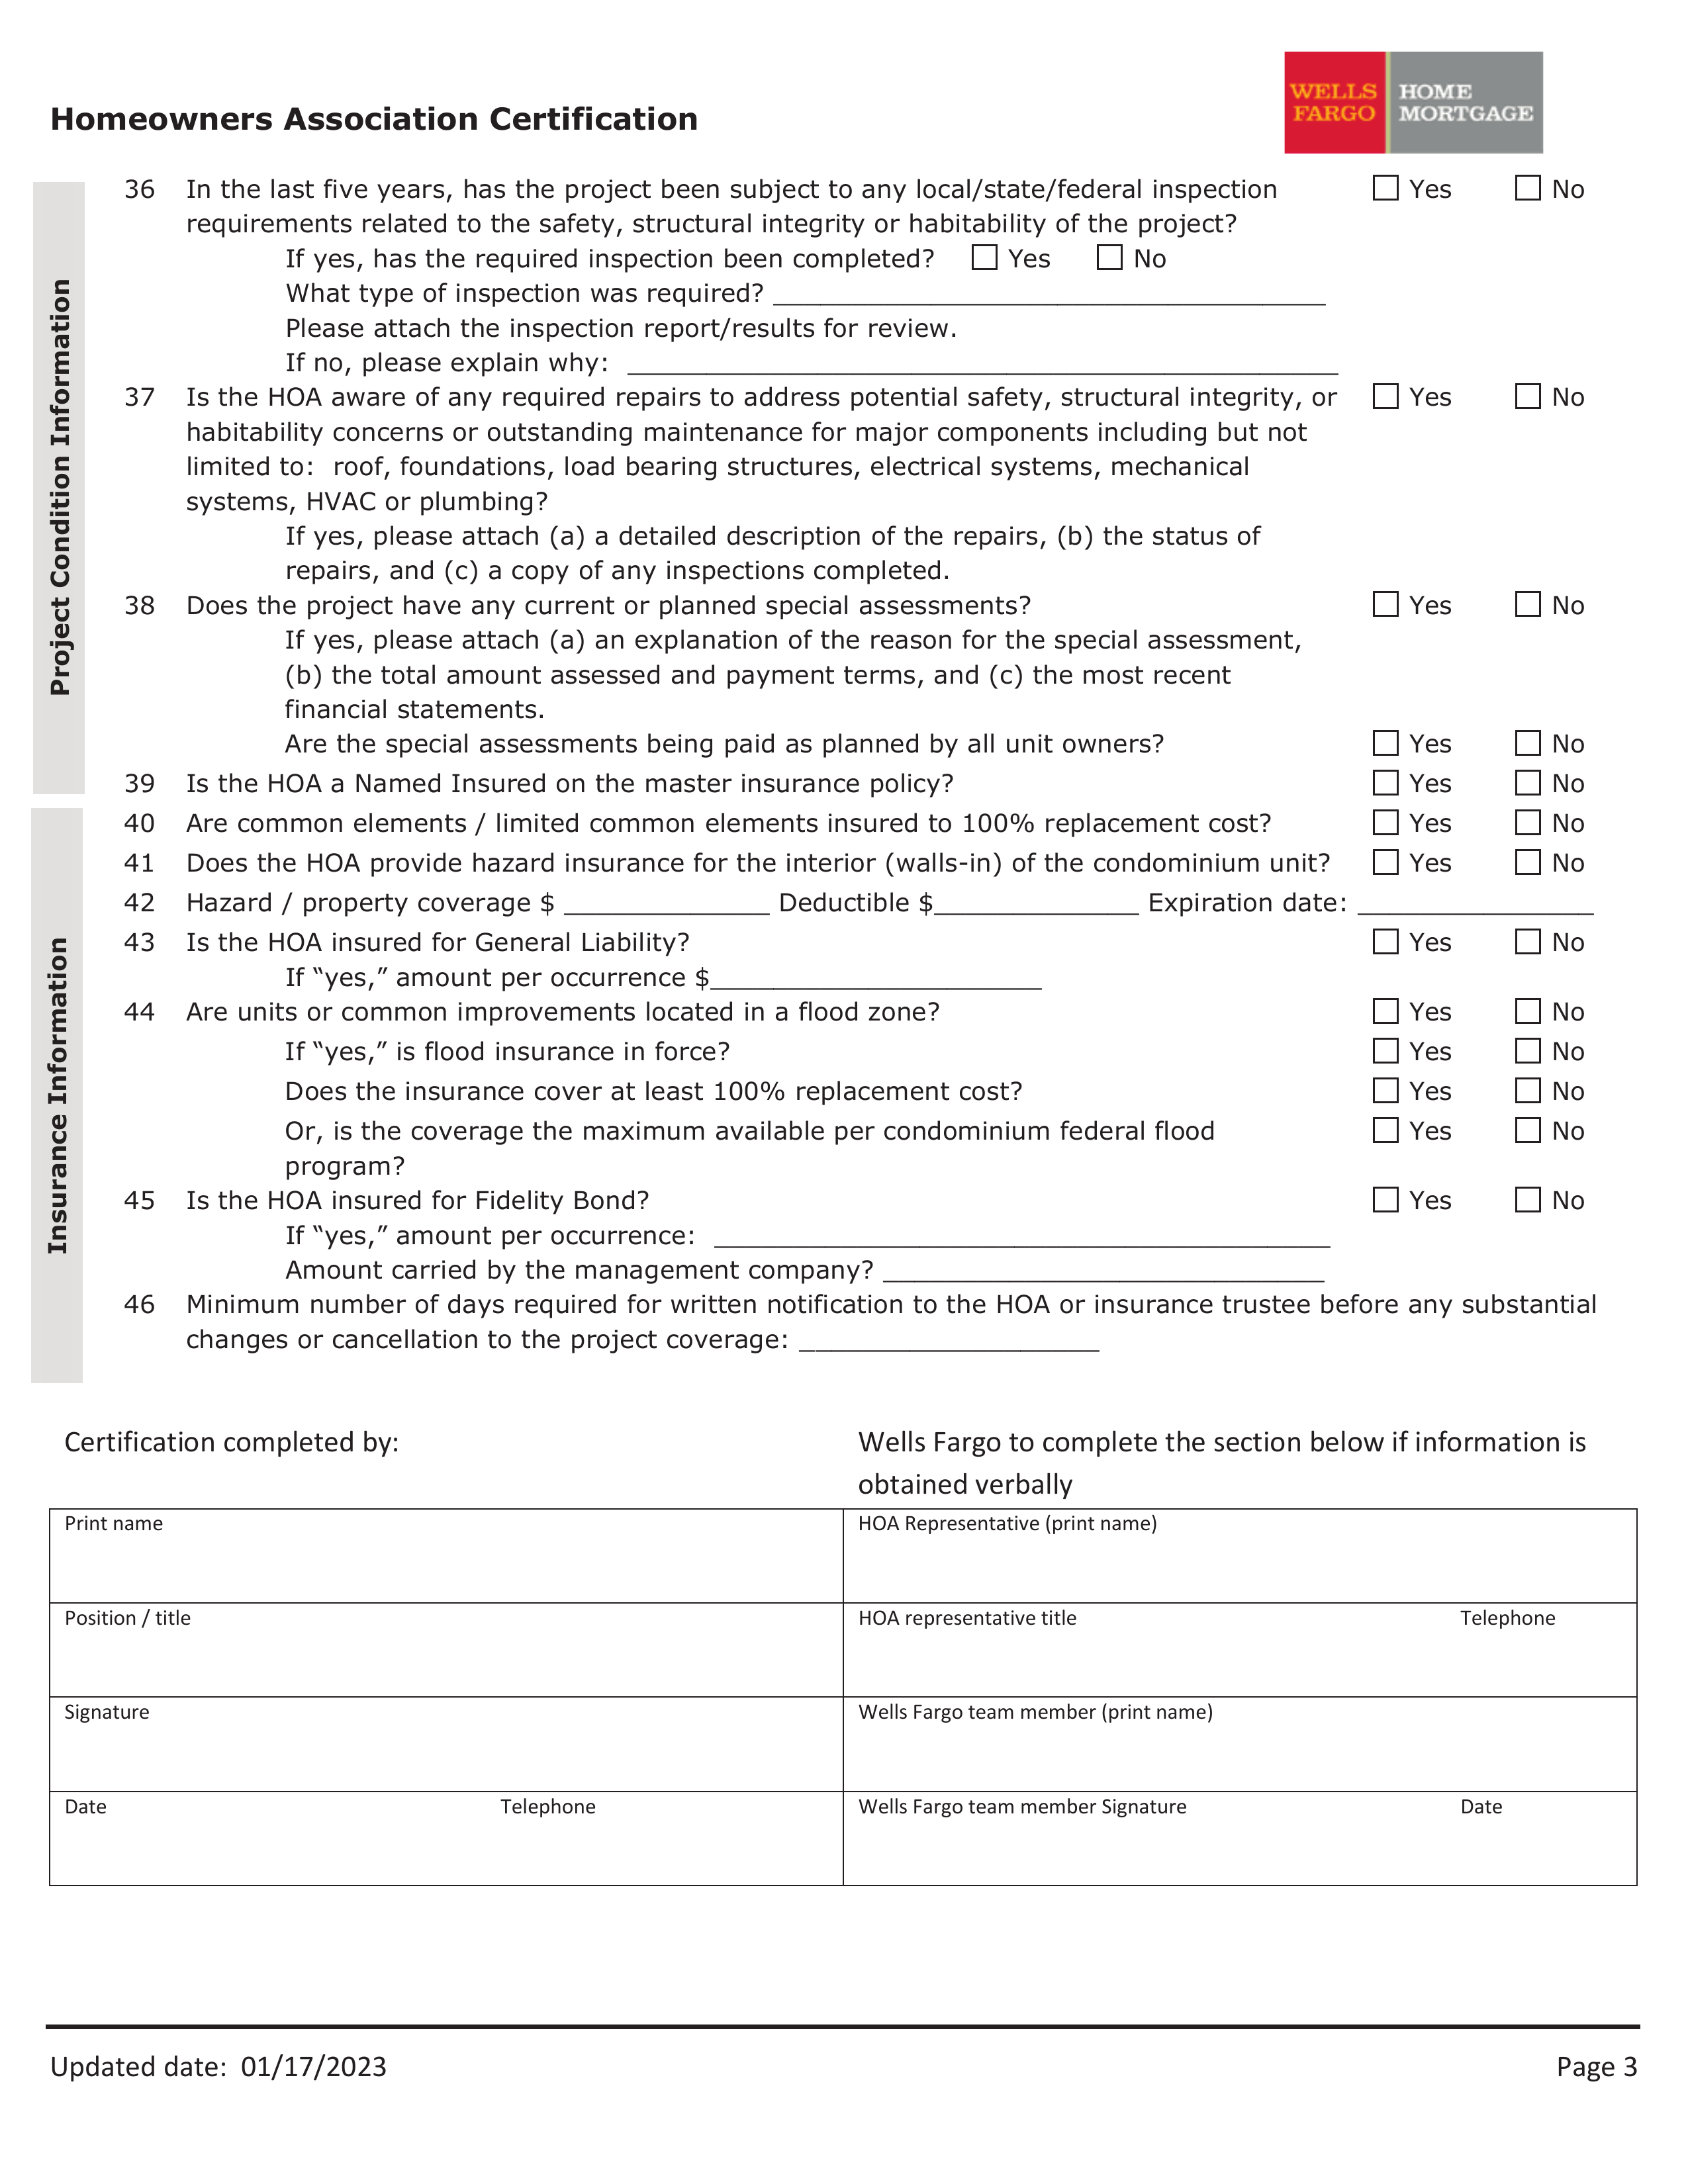 Homeowners Association Certification
WELLS FARGO
HOME MORTGAGE
Project Condition Information
36 In the last five years, has the project been subject to any local/state/federal inspection Yes No
requirements related to the safety, structural integrity or habitability of the project?
If yes, has the required inspection been completed? Yes No
What type of inspection was required?
Please attach the inspection report/results for review.
If no, please explain why:
37 Is the HOA aware of any required repairs to address potential safety, structural integrity, or Yes No
habitability concerns or outstanding maintenance for major components including but not
limited to: roof, foundations, load bearing structures, electrical systems, mechanical
systems, HVAC or plumbing?
If yes, please attach (a) a detailed description of the repairs, (b) the status of
repairs, and (c) a copy of any inspections completed.
38 Does the project have any current or planned special assessments? Yes No
If yes, please attach (a) an explanation of the reason for the special assessment,
(b) the total amount assessed and payment terms, and (c) the most recent
financial statements.
Are the special assessments being paid as planned by all unit owners? Yes No
Insurance Information
39 Is the HOA a Named Insured on the master insurance policy? Yes No
40 Are common elements / limited common elements insured to 100% replacement cost? Yes No
41 Does the HOA provide hazard insurance for the interior (walls-in) of the condominium unit? Yes No
42 Hazard / property coverage $ ____________ Deductible $____________ Expiration date: ____________
43 Is the HOA insured for General Liability? Yes No
If “yes,” amount per occurrence $____________
44 Are units or common improvements located in a flood zone? Yes No
If “yes,” is flood insurance in force? Yes No
Does the insurance cover at least 100% replacement cost? Yes No
Or, is the coverage the maximum available per condominium federal flood Yes No
program?
45 Is the HOA insured for Fidelity Bond? Yes No
If “yes,” amount per occurrence:
Amount carried by the management company?
46 Minimum number of days required for written notification to the HOA or insurance trustee before any substantial
changes or cancellation to the project coverage:
Certification completed by:
Wells Fargo to complete the section below if information is
obtained verbally
Print name
HOA Representative (print name)
Position / title
HOA representative title Telephone
Signature
Wells Fargo team member (print name)
Date Telephone
Wells Fargo team member Signature Date
Updated date: 01/17/2023
Page 3